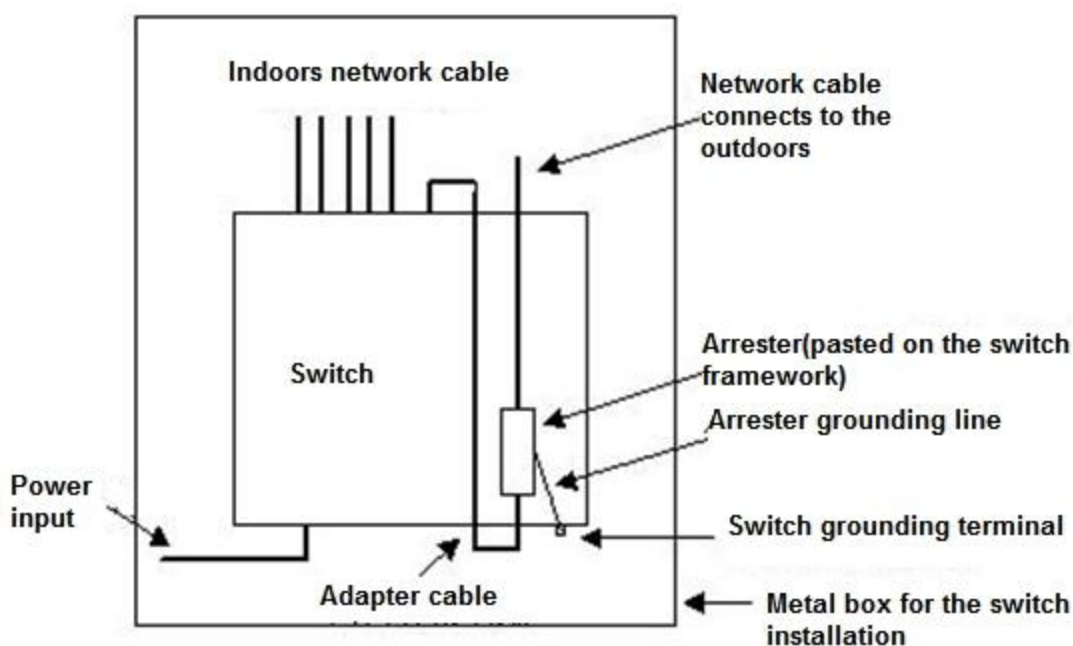 Indoors network cable
Network cable
connects to the
outdoors
Switch
Arrester(pasted on the switch
framework)
Arrester grounding line
Power
input
Switch grounding terminal
Adapter cable
Metal box for the switch
installation